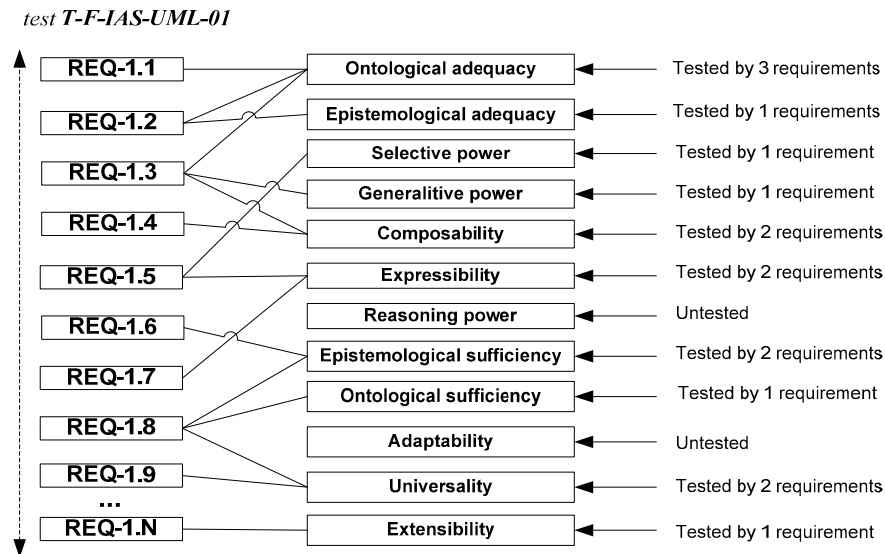 test T-F-IAS-UML-01
REQ-1.1 Ontological adequacy Tested by 3 requirements
REQ-1.2 Epistemological adequacy Tested by 1 requirements
REQ-1.3 Selective power Tested by 1 requirement
Generalitive power Tested by 1 requirement
REQ-1.4 Composability Tested by 2 requirements
REQ-1.5 Expressibility Tested by 2 requirements
REQ-1.6 Reasoning power Untested
Epistemological sufficiency Tested by 2 requirements
REQ-1.7 Ontological sufficiency Tested by 1 requirement
REQ-1.8 Adaptability Untested
REQ-1.9 Universality Tested by 2 requirements
...
REQ-1.N Extensibility Tested by 1 requirement